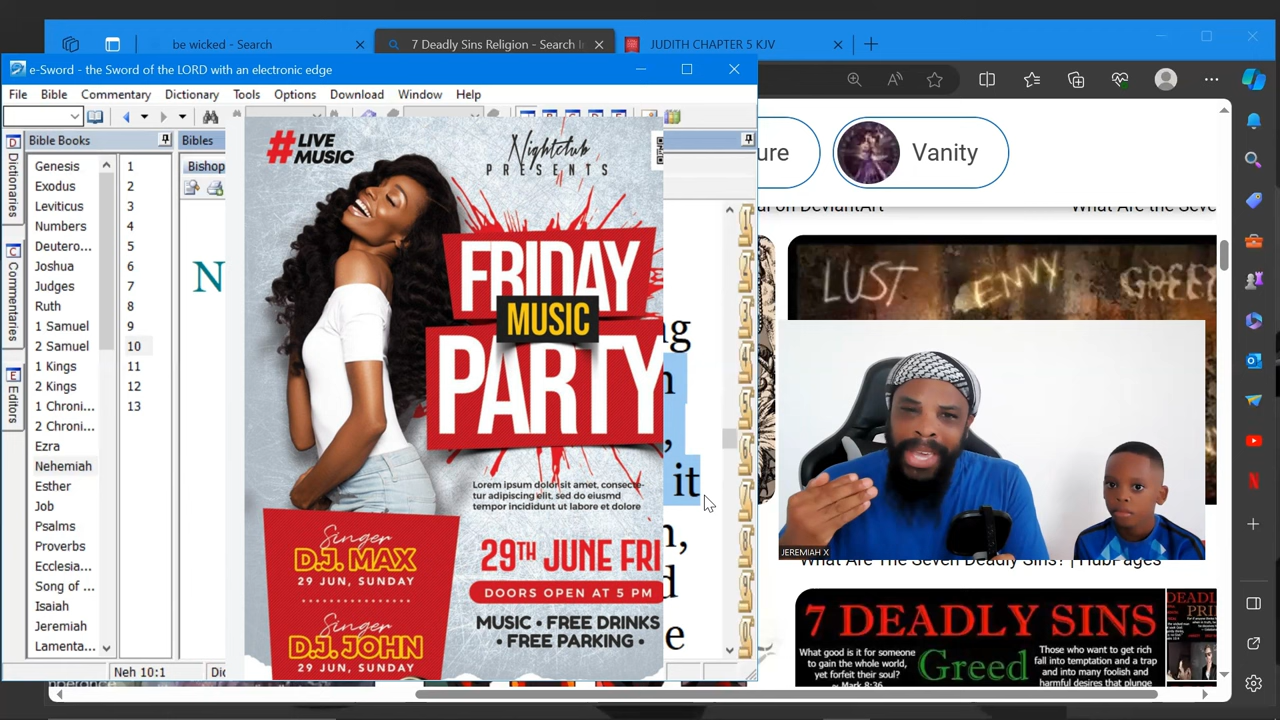 be wicked - Search
7 Deadly Sins Religion - Search I
JUDITH CHAPTER 5 KJV
e-Sword - the Sword of the LORD with an electronic edge
File Bible Commentary Dictionary Tools Options Download Window Help
Bible Books
Bibles
Bishop
Dictionaries
Commentaries
Editors
Genesis 1
Exodus 2
Leviticus 3
Numbers 4
Deutero... 5
Joshua 6
Judges 7
Ruth 8
1 Samuel 9
2 Samuel 10
1 Kings 11
2 Kings 12
1 Chroni... 13
2 Chroni...
Ezra
Nehemiah
Esther
Job
Psalms
Proverbs
Ecclesia...
Song of ...
Isaiah
Jeremiah
Lamenta...
N
Neh 10:1
#LIVE
MUSIC
Nightclub
PRESENTS
FRIDAY
MUSIC
PARTY
Lorem ipsum dolor sit amet, consecte-
tur adipiscing elit, sed do eiusmd
tempor incididunt ut labore et dolore
Singer
D.J. MAX
29 JUN, SUNDAY
Singer
D.J. JOHN
29 JUN, SUNDAY
29TH JUNE FRI
DOORS OPEN AT 5 PM
MUSIC • FREE DRINKS
• FREE PARKING •
it
Vanity
LUST ENVY GREE
JEREMIAH X
What Are The Seven Deadly Sins? | HubPages
7 DEADLY SINS
What good is it for someone
to gain the whole world,
yet forfeit their soul?
~ Mark 8:36
Greed
Those who want to get rich
fall into temptation and a trap
and into many foolish and
harmful desires that plunge